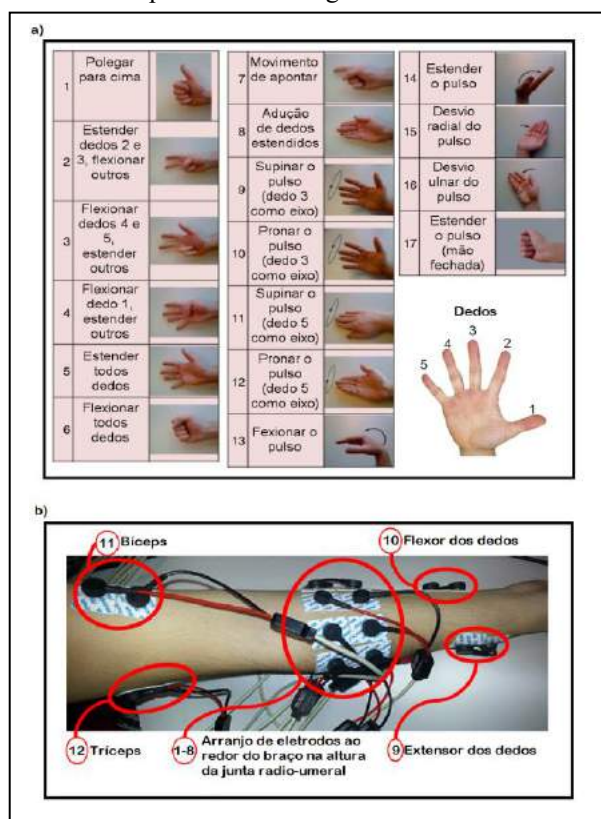 a)
1
Polegar
para cima
2
Estender
dedos 2 e
3, flexionar
outros
3
Flexionar
dedos 4 e
5,
estender
outros
4
Flexionar
dedo 1,
estender
outros
5
Estender
todos
dedos
6
Flexionar
todos
dedos
7
Movimento
de apontar
8
Adução
de dedos
estendidos
9
Supinar o
pulso
(dedo 3
como eixo)
10
Pronar o
pulso
(dedo 3
como eixo)
11
Supinar o
pulso
(dedo 5
como eixo)
12
Pronar o
pulso
(dedo 5
como eixo)
13
Fexionar o
pulso
14
Estender
o pulso
15
Desvio
radial do
pulso
16
Desvio
ulnar do
pulso
17
Estender
o pulso
(mão
fechada)
Dedos
1
2
3
4
5
b)
11 Bíceps
10 Flexor dos dedos
12 Tríceps
1-8 Arranjo de eletrodos ao
redor do braço na altura
da junta radio-umeral
9 Extensor dos dedos